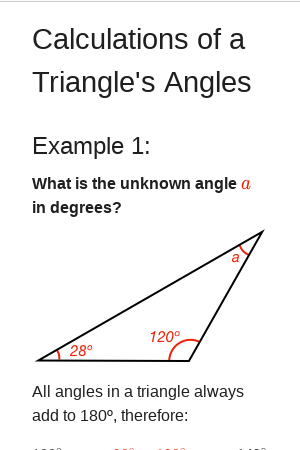 Calculations of a
Triangle's Angles
Example 1:
What is the unknown angle a
in degrees?
a
120º
28º
All angles in a triangle always
add to 180º, therefore: